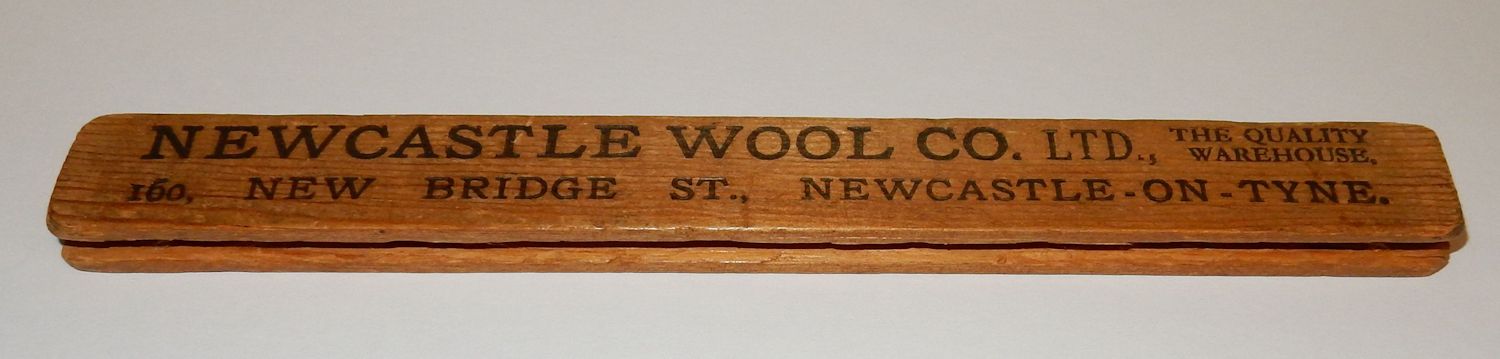 NEWCASTLE WOOL CO. LTD., THE QUALITY
WAREHOUSE,
160, NEW BRIDGE ST., NEWCASTLE-ON-TYNE.